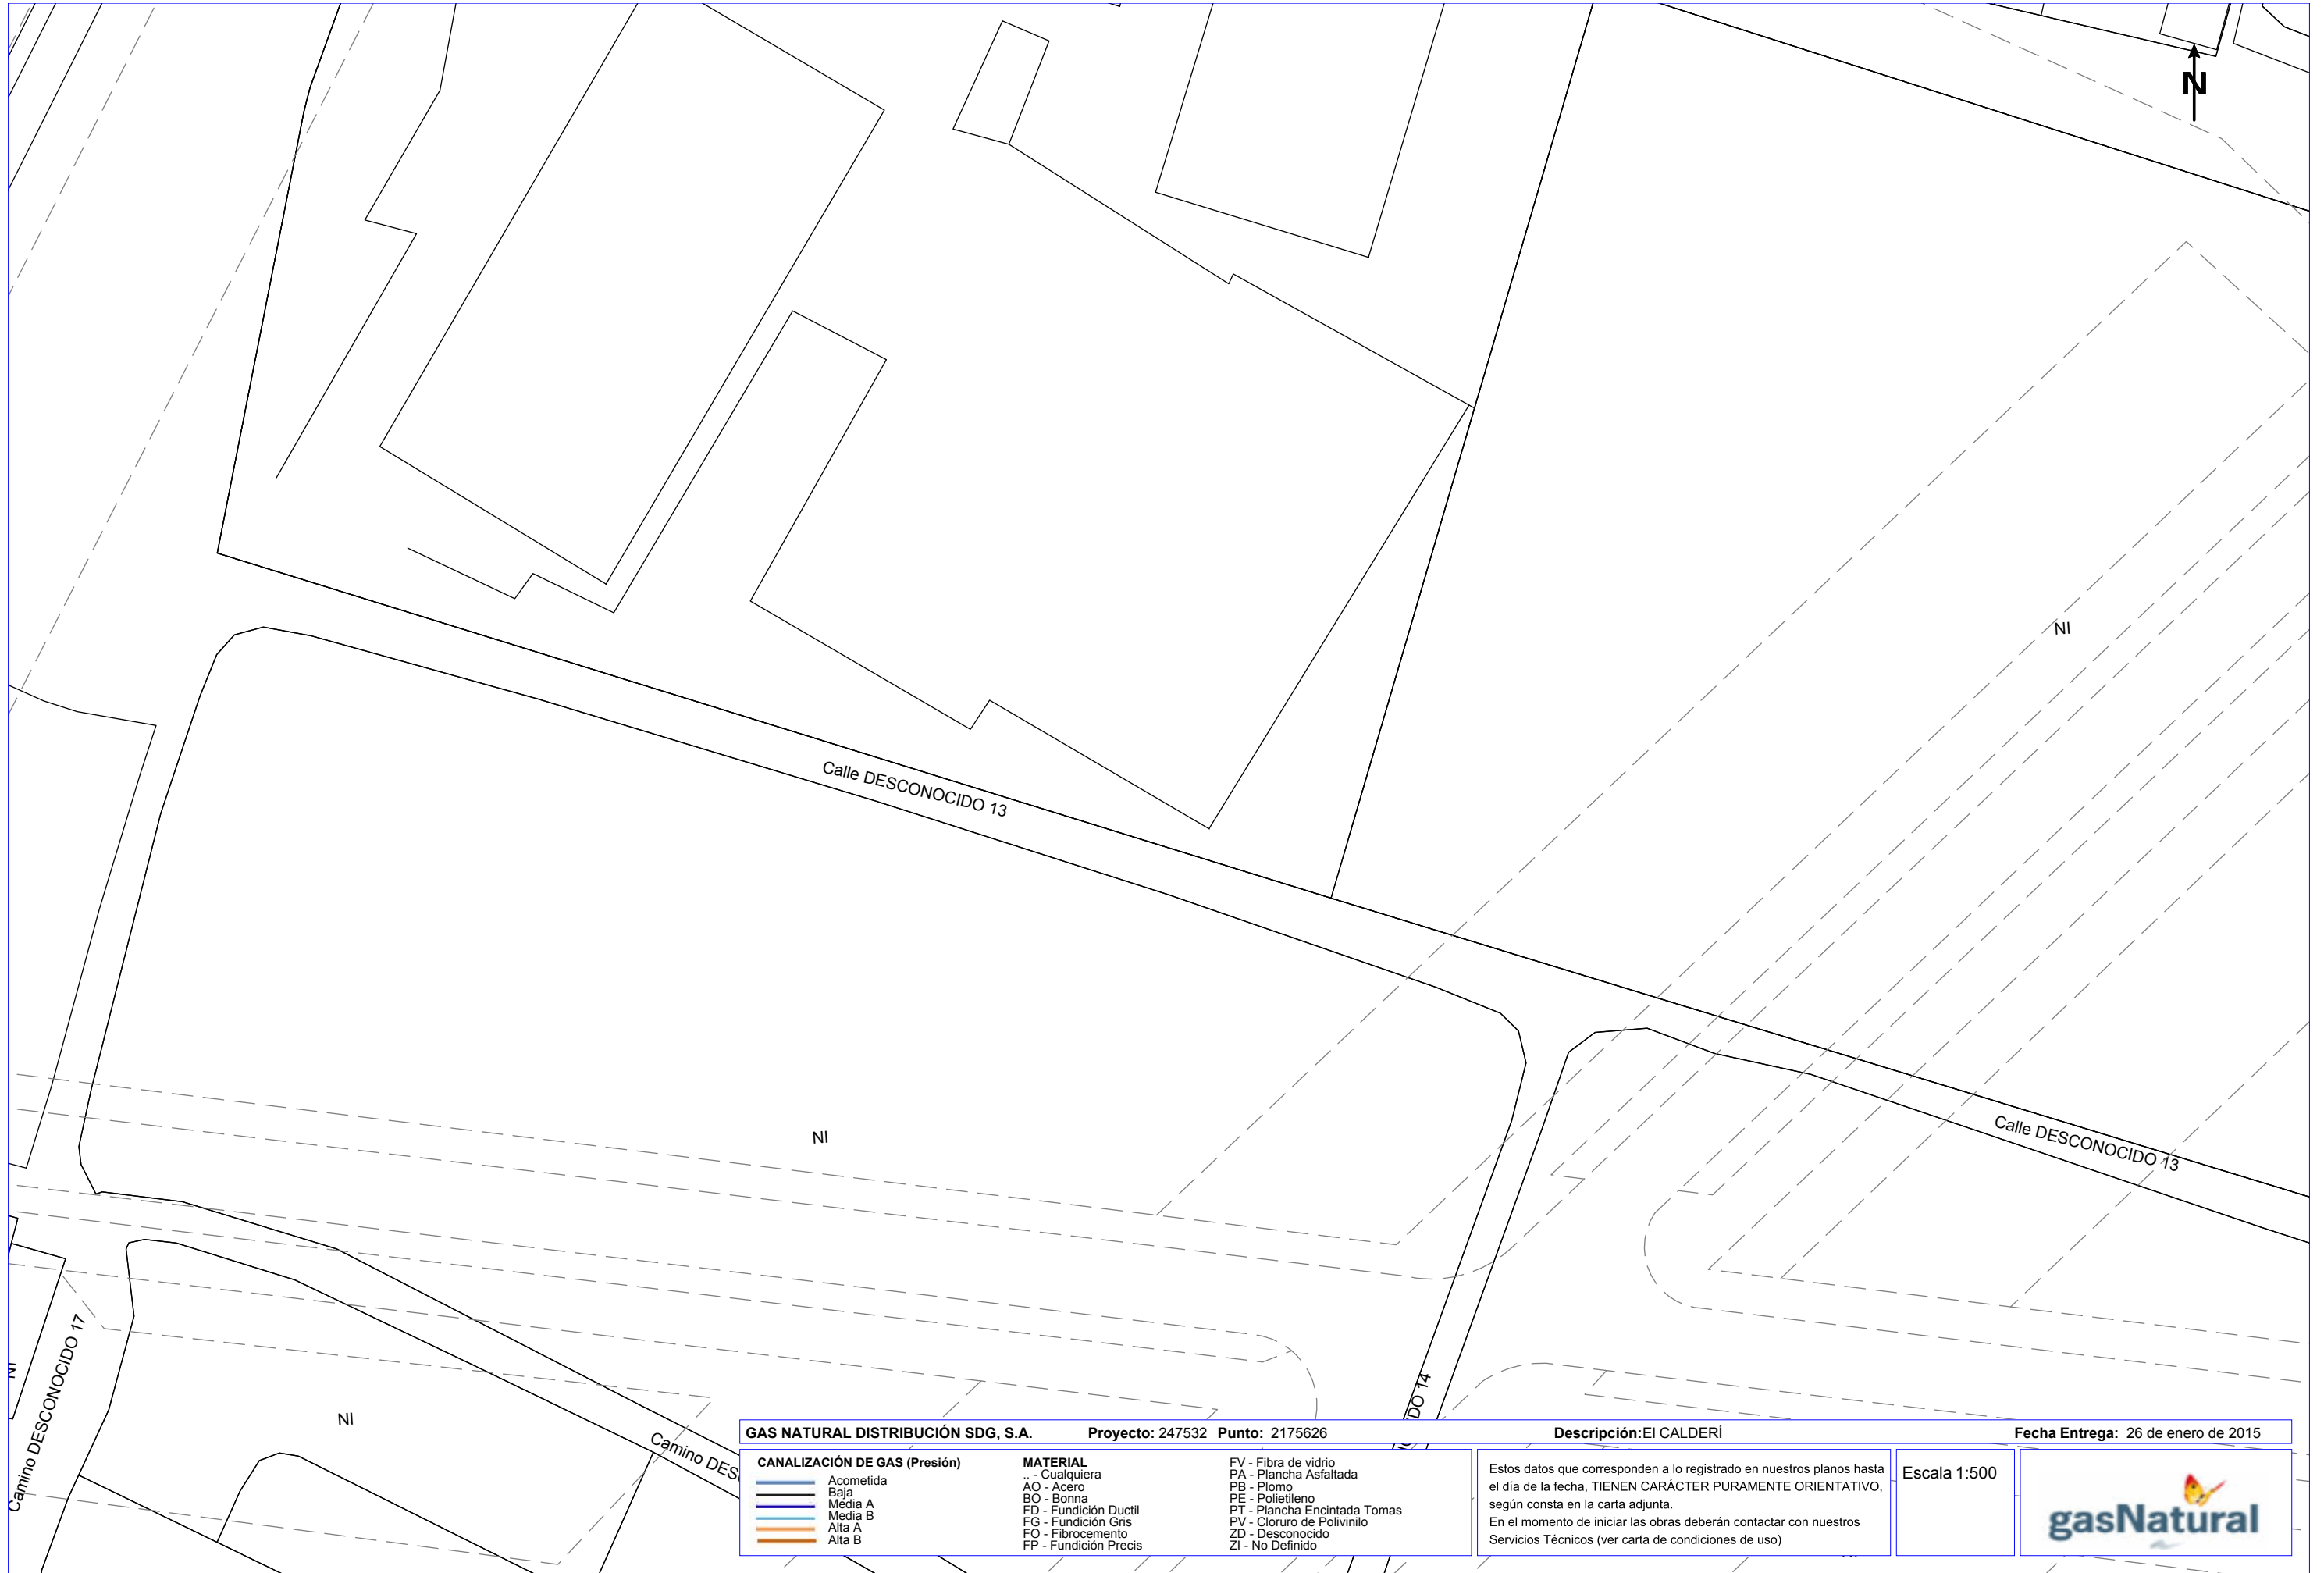 N
NI
Calle DESCONOCIDO 13
Calle DESCONOCIDO 13
NI
NI
NI
Camino DESCONOCIDO 17
Camino DES
DO 14
GAS NATURAL DISTRIBUCIÓN SDG, S.A. Proyecto: 247532 Punto: 2175626 Descripción:El CALDERÍ Fecha Entrega: 26 de enero de 2015
CANALIZACIÓN DE GAS (Presión)
Acometida
Baja
Media A
Media B
Alta A
Alta B
MATERIAL
.. - Cualquiera
AO - Acero
BO - Bonna
FD - Fundición Ductil
FG - Fundición Gris
FO - Fibrocemento
FP - Fundición Precis
FV - Fibra de vidrio
PA - Plancha Asfaltada
PB - Plomo
PE - Polietileno
PT - Plancha Encintada Tomas
PV - Cloruro de Polivinilo
ZD - Desconocido
ZI - No Definido
Estos datos que corresponden a lo registrado en nuestros planos hasta
el día de la fecha, TIENEN CARÁCTER PURAMENTE ORIENTATIVO,
según consta en la carta adjunta.
En el momento de iniciar las obras deberán contactar con nuestros
Servicios Técnicos (ver carta de condiciones de uso)
Escala 1:500
gasNatural